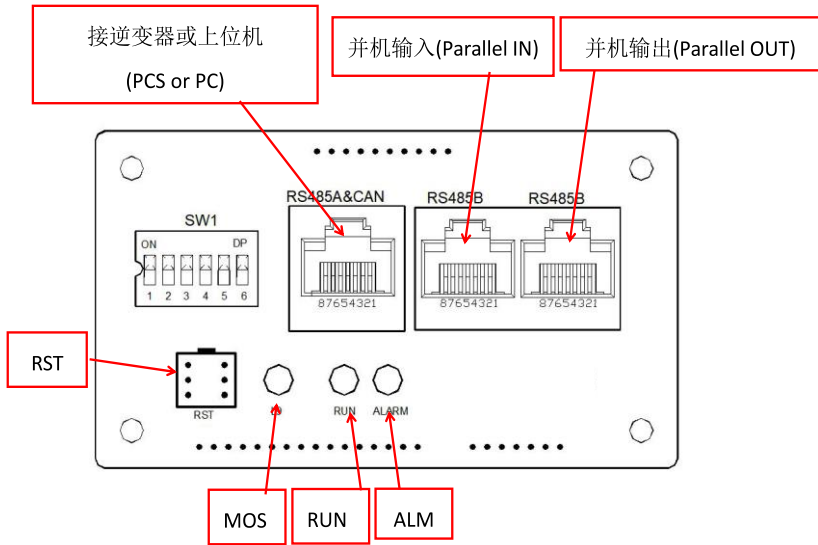 接逆变器或上位机
(PCS or PC)
并机输入(Parallel IN)
并机输出(Parallel OUT)
RS485A&CAN
RS485B
RS485B
SW1
ON
DP
1 2 3 4 5 6
87654321
87654321
87654321
RST
RST
RUN
ALARM
MOS
RUN
ALM